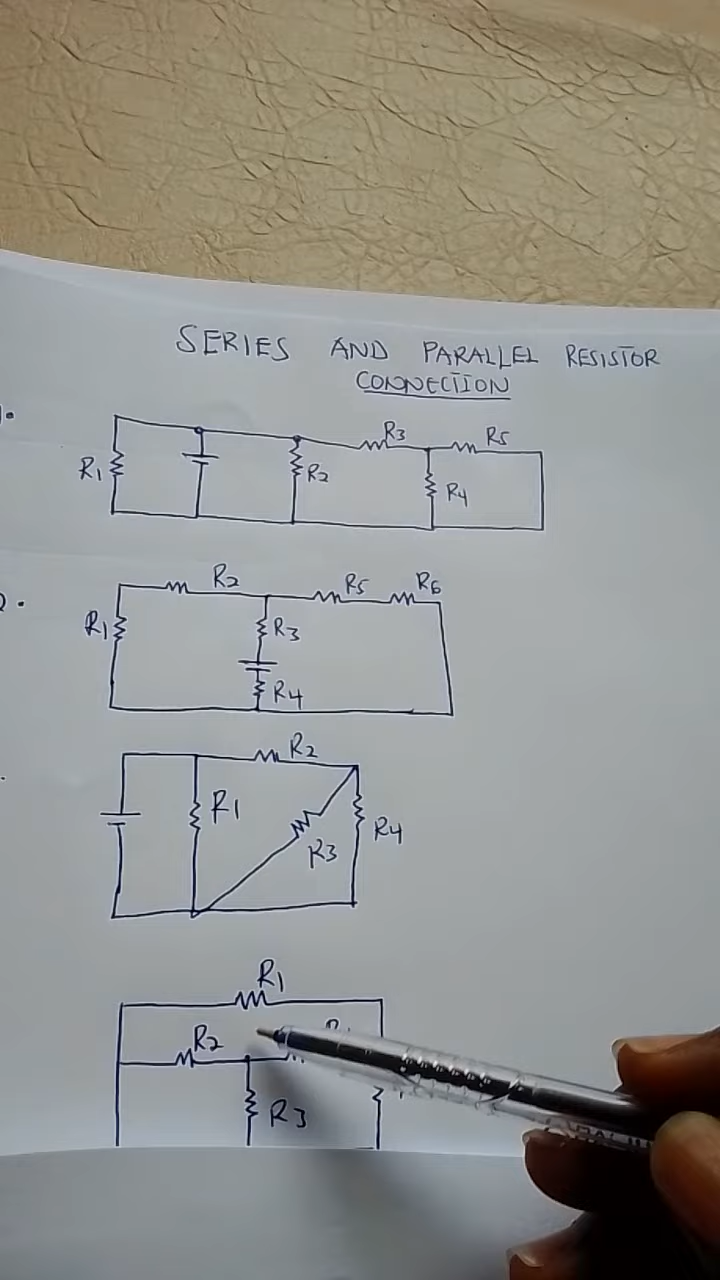 SERIES AND PARALLEL RESISTOR
CONNECTION
R3 R5
R1 R2 R4
R2 R5 R6
R1 R3
R4
R2
R1 R3 R4
R1
R2
R3